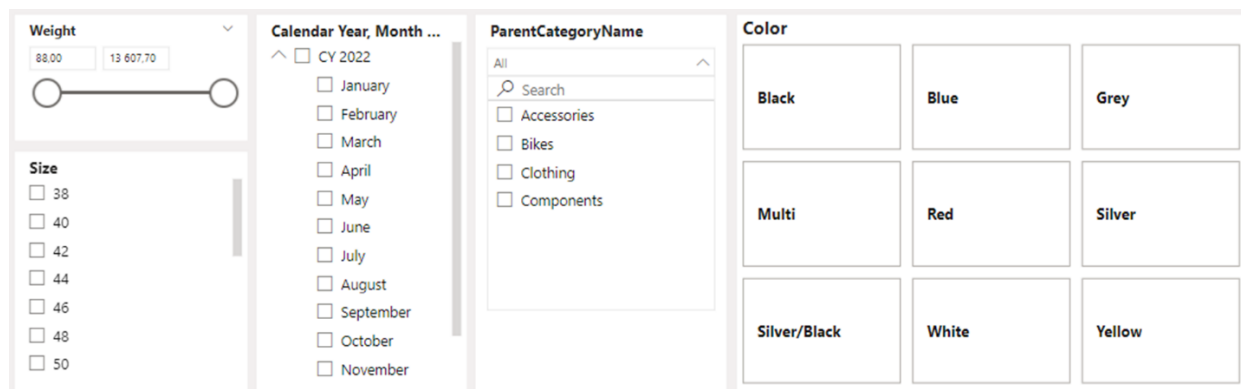 Weight
88,00
13 607,70
Size
38
40
42
44
46
48
50
Calendar Year, Month ...
CY 2022
January
February
March
April
May
June
July
August
September
October
November
ParentCategoryName
All
Search
Accessories
Bikes
Clothing
Components
Color
Black
Blue
Grey
Multi
Red
Silver
Silver/Black
White
Yellow